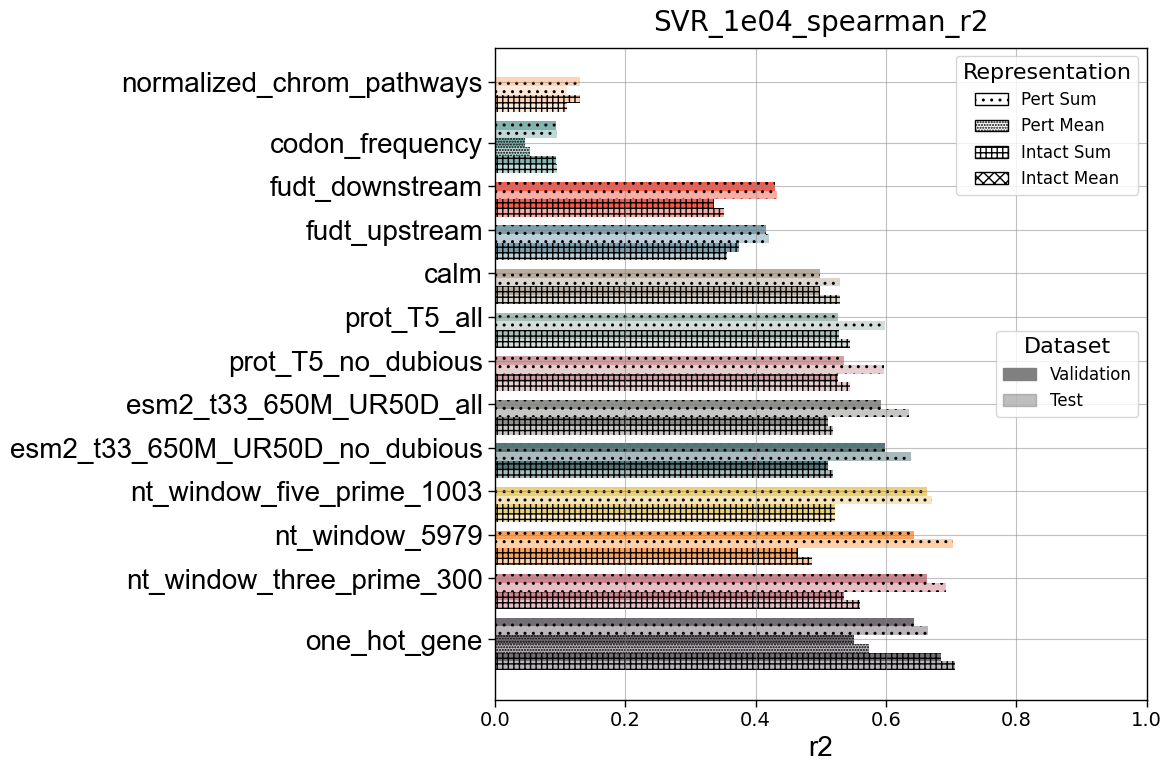 SVR_1e04_spearman_r2
normalized_chrom_pathways
codon_frequency
fudt_downstream
fudt_upstream
calm
prot_T5_all
prot_T5_no_dubious
esm2_t33_650M_UR50D_all
esm2_t33_650M_UR50D_no_dubious
nt_window_five_prime_1003
nt_window_5979
nt_window_three_prime_300
one_hot_gene
Representation
Pert Sum
Pert Mean
Intact Sum
Intact Mean
Dataset
Validation
Test
0.0 0.2 0.4 0.6 0.8 1.0
r2